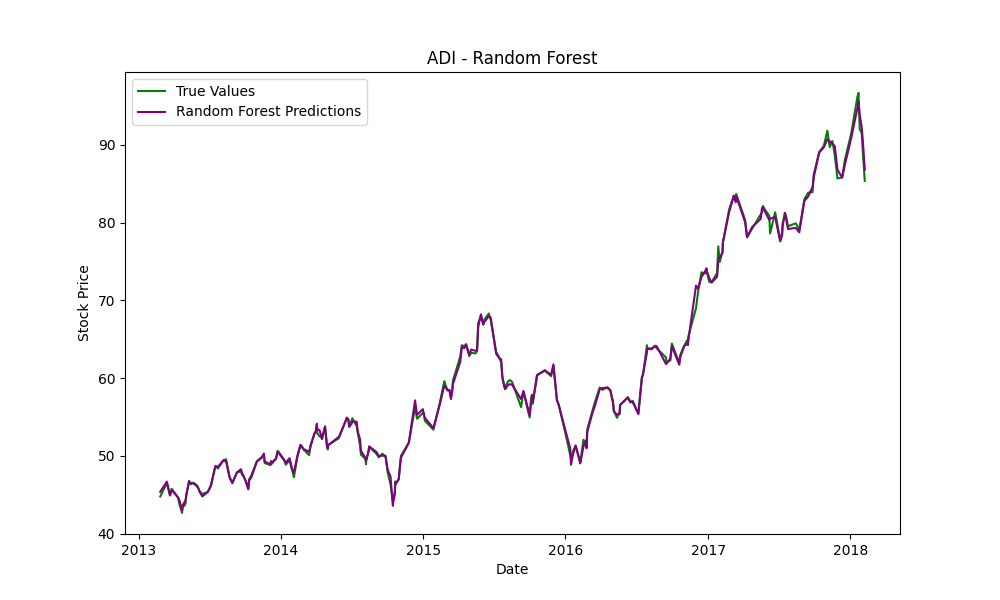 ADI - Random Forest
True Values
Random Forest Predictions
Stock Price
90
80
70
60
50
40
2013
2014
2015
2016
2017
2018
Date